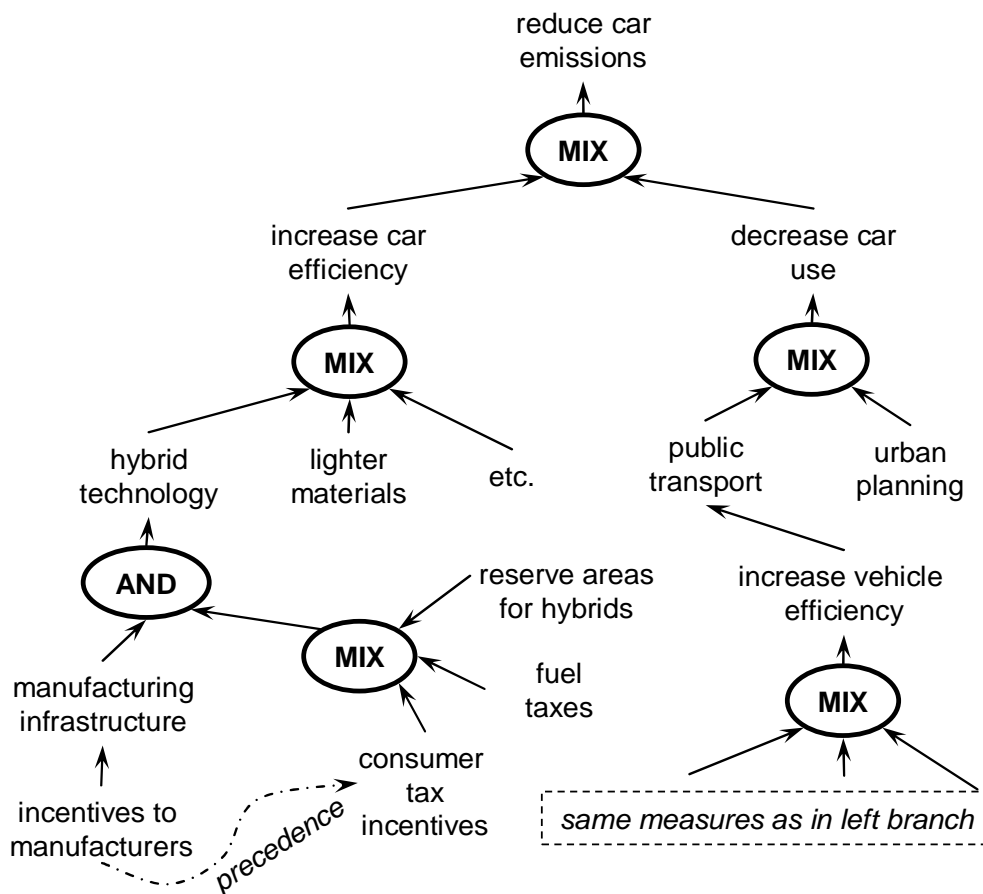 reduce car
emissions
MIX
increase car
efficiency
decrease car
use
MIX
MIX
hybrid
technology
lighter
materials
etc.
public
transport
urban
planning
AND
reserve areas
for hybrids
increase vehicle
efficiency
MIX
manufacturing
infrastructure
fuel
taxes
MIX
incentives to
manufacturers
precedence
consumer
tax
incentives
same measures as in left branch